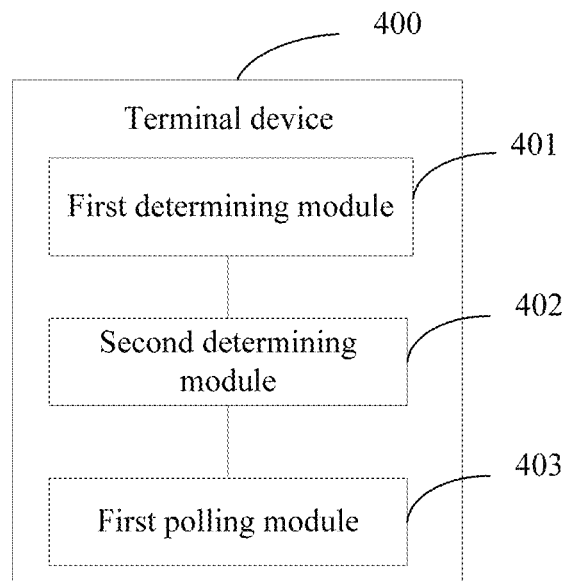 400
Terminal device
401
First determining module
402
Second determining
module
403
First polling module